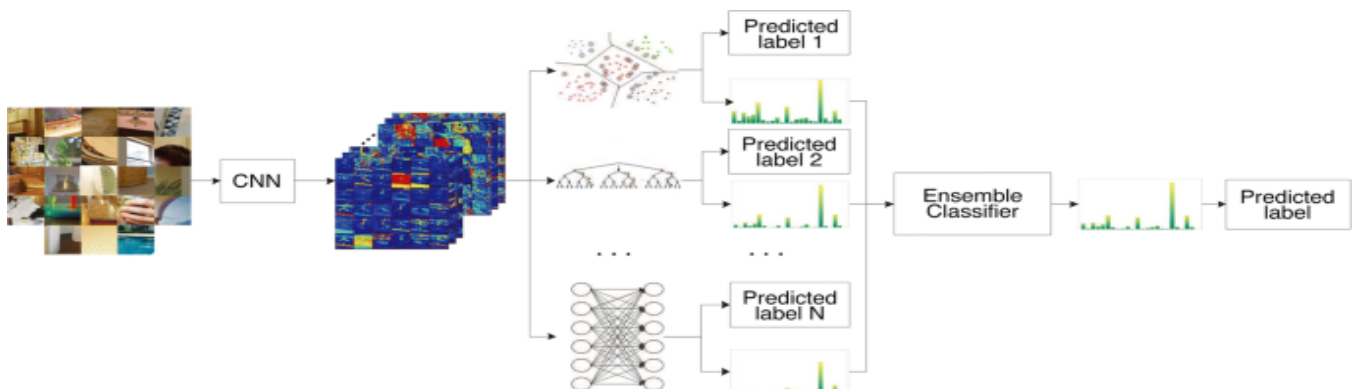 Predicted
label 1
CNN
Predicted
label 2
Ensemble
Classifier
Predicted
label
Predicted
label N